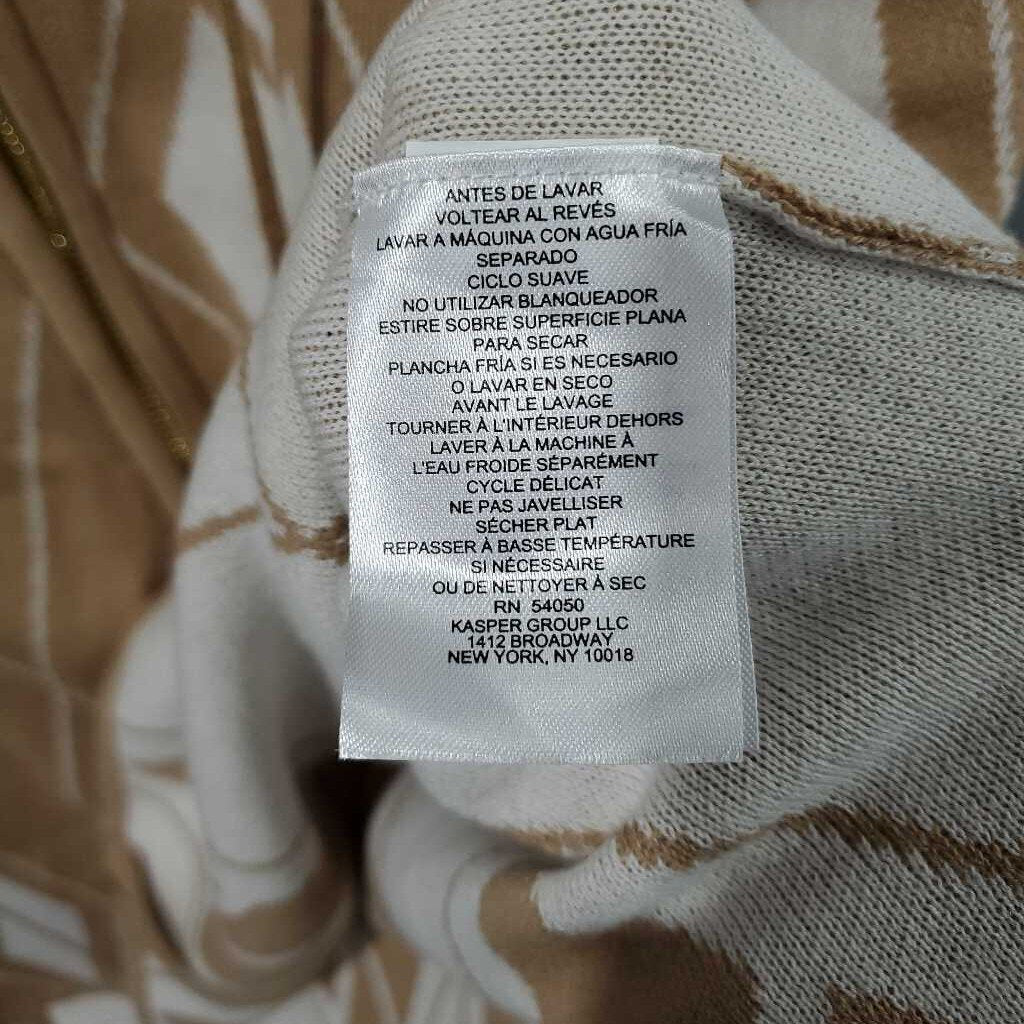 ANTES DE LAVAR
VOLTEAR AL REVÉS
LAVAR A MÁQUINA CON AGUA FRÍA
SEPARADO
CICLO SUAVE
NO UTILIZAR BLANQUEADOR
ESTIRE SOBRE SUPERFICIE PLANA
PARA SECAR
PLANCHA FRÍA SI ES NECESARIO
O LAVAR EN SECO
AVANT LE LAVAGE
TOURNER À L'INTÉRIEUR DEHORS
LAVER À LA MACHINE À
L'EAU FROIDE SÉPARÉMENT
CYCLE DÉLICAT
NE PAS JAVELLISER
SÉCHER PLAT
REPASSER À BASSE TEMPÉRATURE
SI NÉCESSAIRE
OU DE NETTOYER À SEC
RN 54050
KASPER GROUP LLC
1412 BROADWAY
NEW YORK, NY 10018